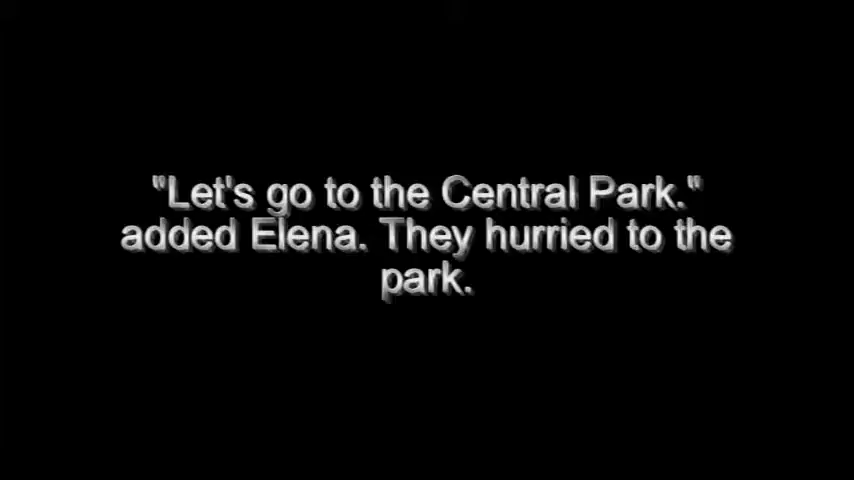 "Let's go to the Central Park."
added Elena. They hurried to the
park.